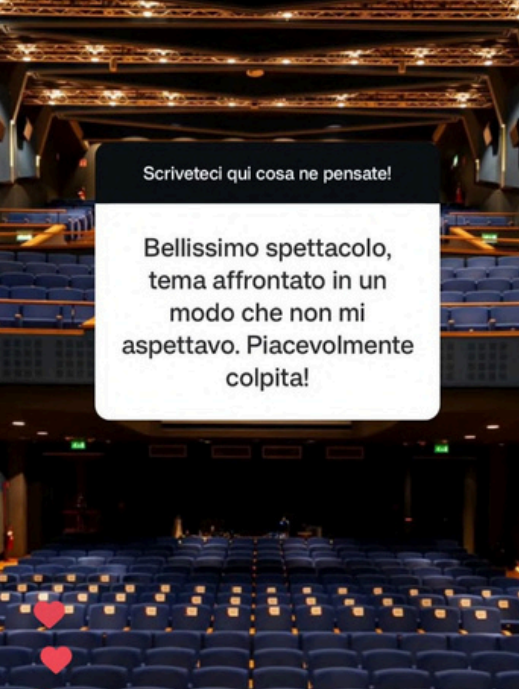 Scriveteci qui cosa ne pensate!
Bellissimo spettacolo,
tema affrontato in un
modo che non mi
aspettavo. Piacevolmente
colpita!